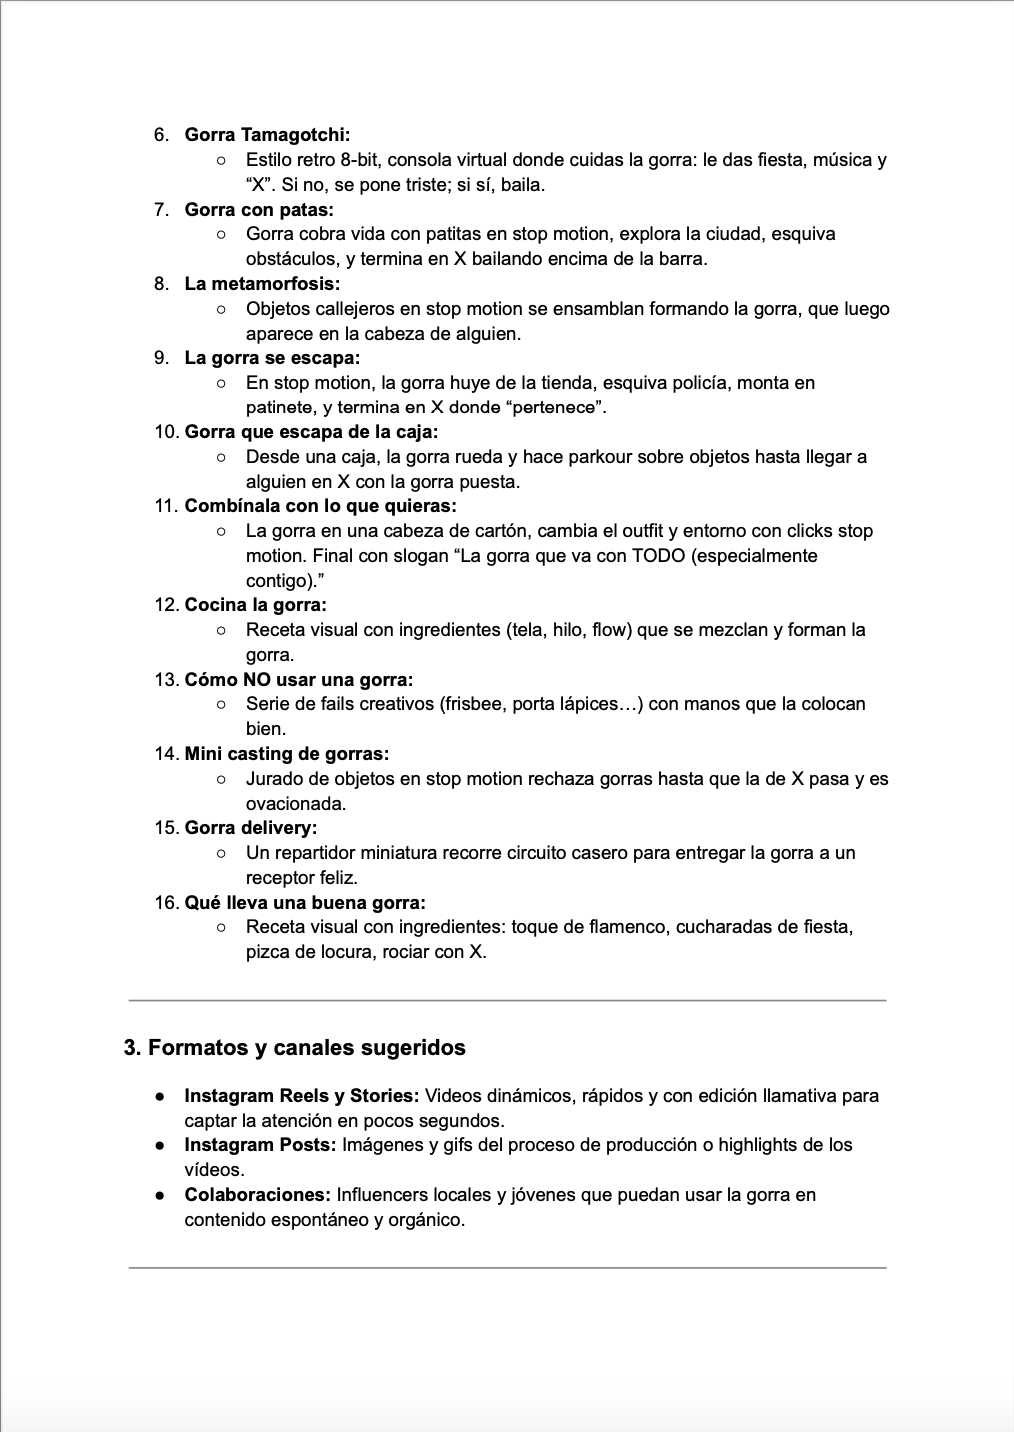 6. Gorra Tamagotchi:
○ Estilo retro 8-bit, consola virtual donde cuidas la gorra: le das fiesta, música y
“X”. Si no, se pone triste; si sí, baila.
7. Gorra con patas:
○ Gorra cobra vida con patitas en stop motion, explora la ciudad, esquiva
obstáculos, y termina en X bailando encima de la barra.
8. La metamorfosis:
○ Objetos callejeros en stop motion se ensamblan formando la gorra, que luego
aparece en la cabeza de alguien.
9. La gorra se escapa:
○ En stop motion, la gorra huye de la tienda, esquiva policía, monta en
patinete, y termina en X donde “pertenece”.
10. Gorra que escapa de la caja:
○ Desde una caja, la gorra rueda y hace parkour sobre objetos hasta llegar a
alguien en X con la gorra puesta.
11. Combínala con lo que quieras:
○ La gorra en una cabeza de cartón, cambia el outfit y entorno con clicks stop
motion. Final con slogan “La gorra que va con TODO (especialmente
contigo).”
12. Cocina la gorra:
○ Receta visual con ingredientes (tela, hilo, flow) que se mezclan y forman la
gorra.
13. Cómo NO usar una gorra:
○ Serie de fails creativos (frisbee, porta lápices…) con manos que la colocan
bien.
14. Mini casting de gorras:
○ Jurado de objetos en stop motion rechaza gorras hasta que la de X pasa y es
ovacionada.
15. Gorra delivery:
○ Un repartidor miniatura recorre circuito casero para entregar la gorra a un
receptor feliz.
16. Qué lleva una buena gorra:
○ Receta visual con ingredientes: toque de flamenco, cucharadas de fiesta,
pizca de locura, rociar con X.
3. Formatos y canales sugeridos
● Instagram Reels y Stories: Videos dinámicos, rápidos y con edición llamativa para
captar la atención en pocos segundos.
● Instagram Posts: Imágenes y gifs del proceso de producción o highlights de los
vídeos.
● Colaboraciones: Influencers locales y jóvenes que puedan usar la gorra en
contenido espontáneo y orgánico.